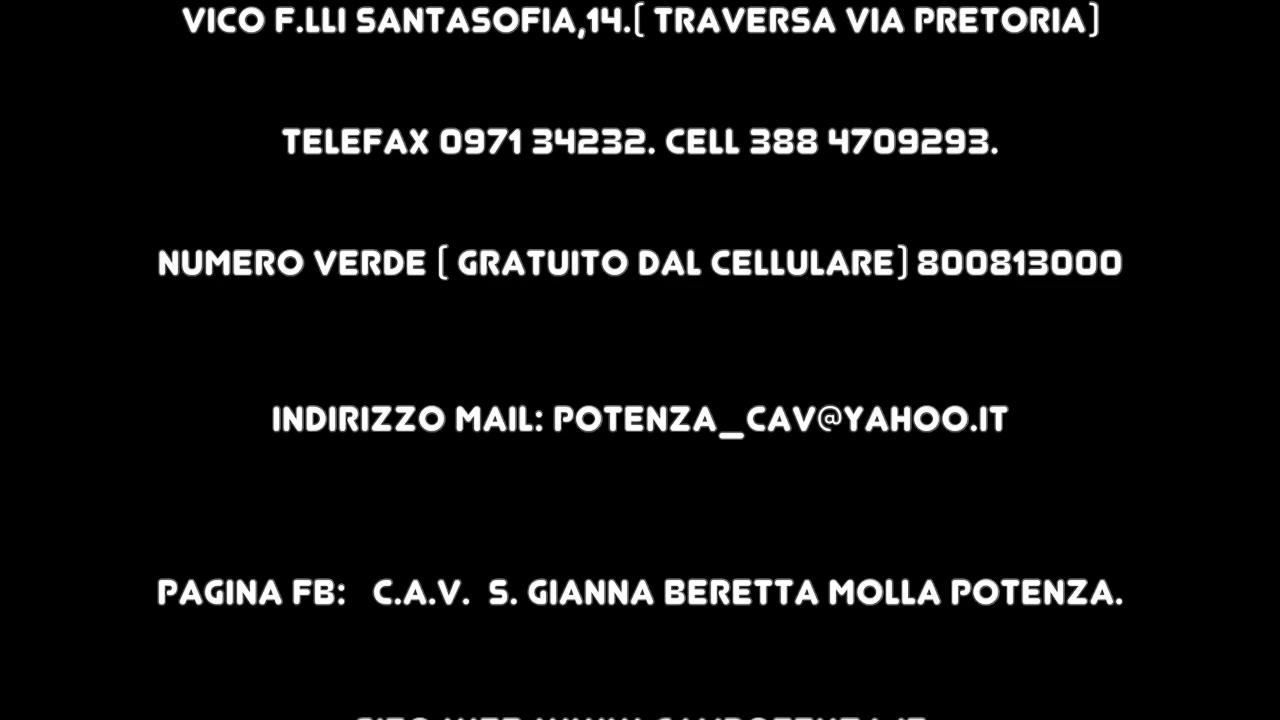 VICO F.LLI SANTASOFIA,14.( TRAVERSA VIA PRETORIA)
TELEFAX 0971 34232. CELL 388 4709293.
NUMERO VERDE ( GRATUITO DAL CELLULARE) 800813000
INDIRIZZO MAIL: POTENZA_CAV@YAHOO.IT
PAGINA FB: C.A.V. S. GIANNA BERETTA MOLLA POTENZA.